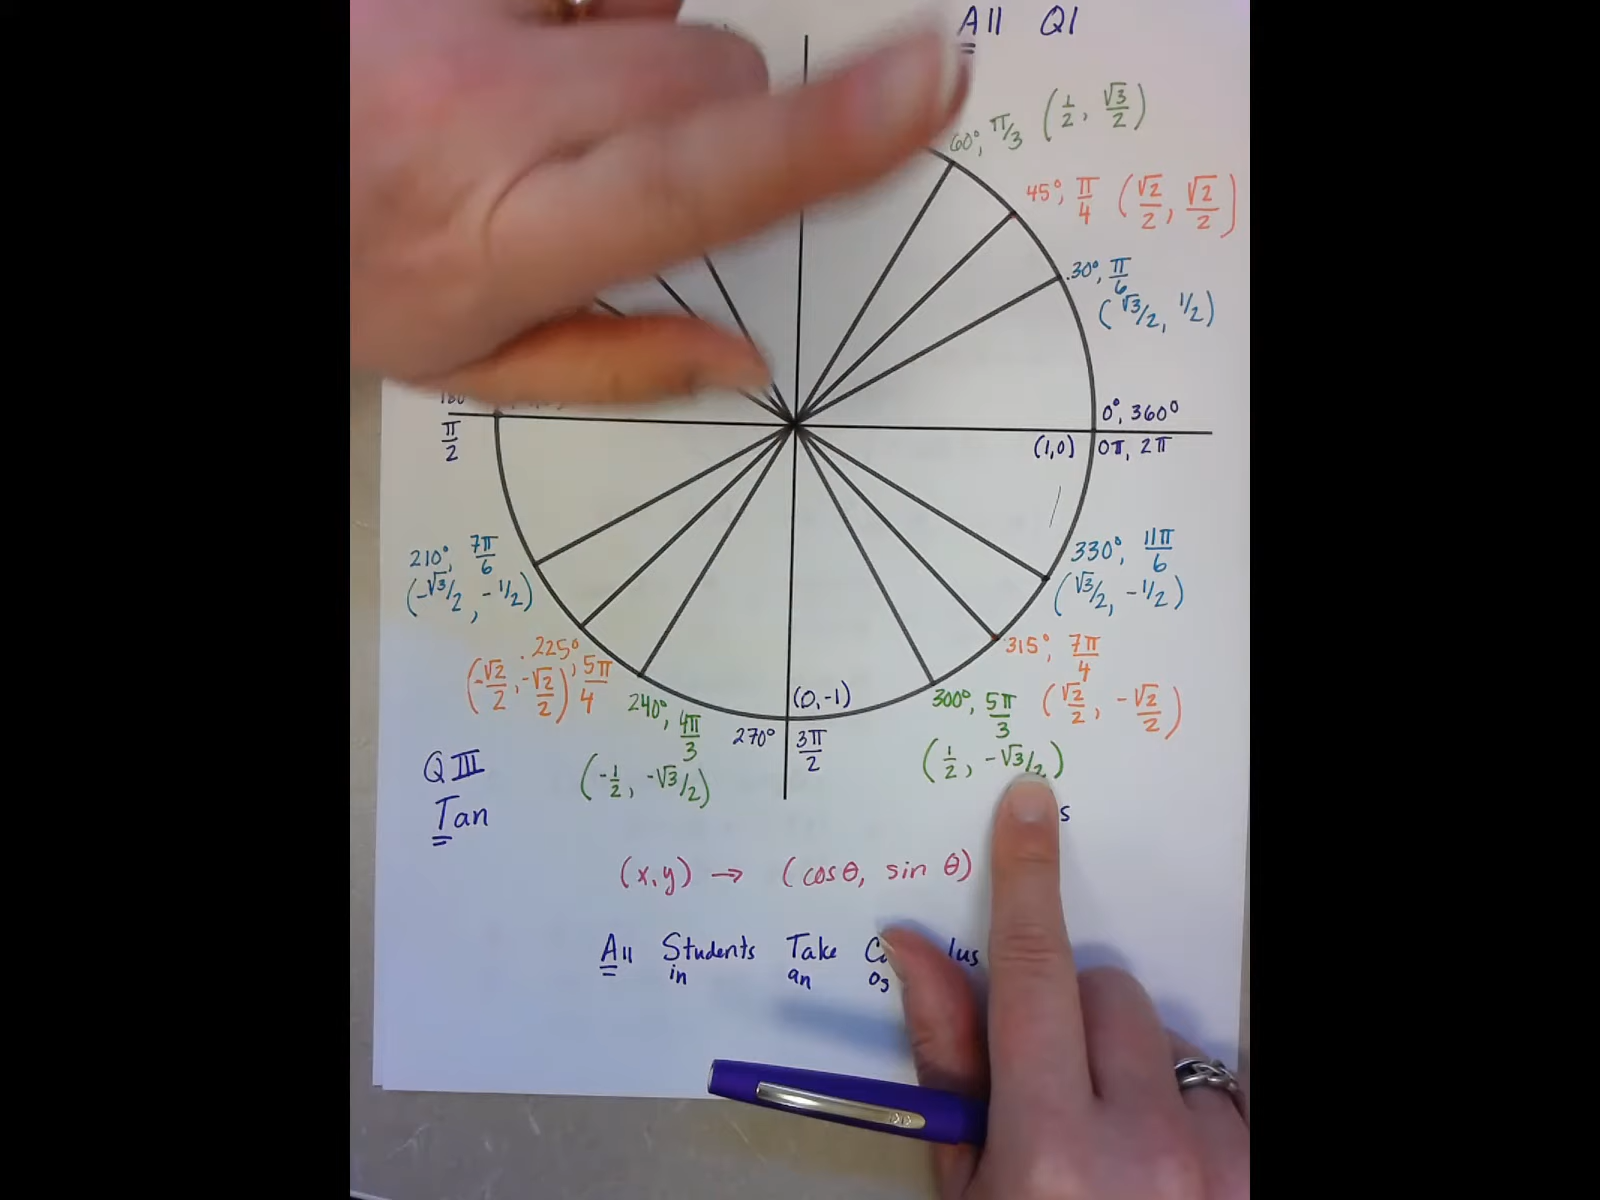 All QI
60°, π/3 (1/2, √3/2)
45°, π/4 (√2/2, √2/2)
30°, π/6
(√3/2, 1/2)
0°, 360°
π/2
(1,0) 0π, 2π
210°, 7π/6
(-√3/2, -1/2)
330°, 11π/6
(√3/2, -1/2)
225°, 5π/4
(-√2/2, -√2/2)
315°, 7π/4
(√2/2, -√2/2)
240°, 4π/3
(-1/2, -√3/2)
(0,-1)
270° 3π/2
300°, 5π/3
(1/2, -√3/2)
QIII
Tan
(x,y) → (cosθ, sin θ)
All Students Take
in an os